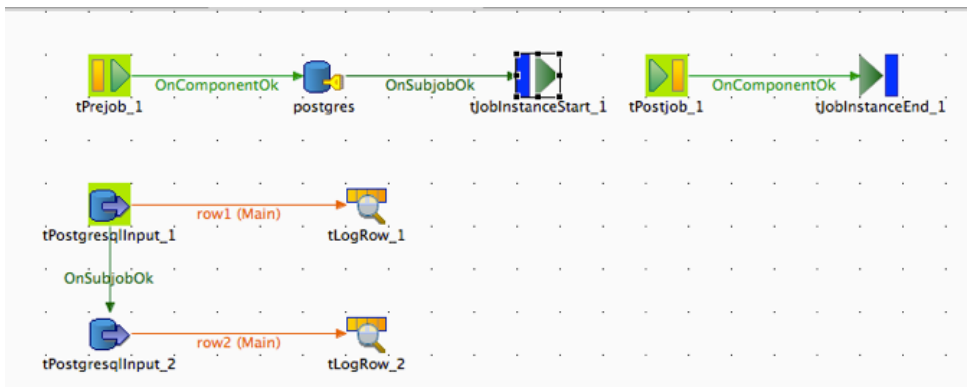 OnComponentOk
OnSubjobOk
OnComponentOk
tPrejob_1
postgres
tJobInstanceStart_1
tPostjob_1
tJobInstanceEnd_1
row1 (Main)
tPostgresqlInput_1
tLogRow_1
OnSubjobOk
row2 (Main)
tPostgresqlInput_2
tLogRow_2